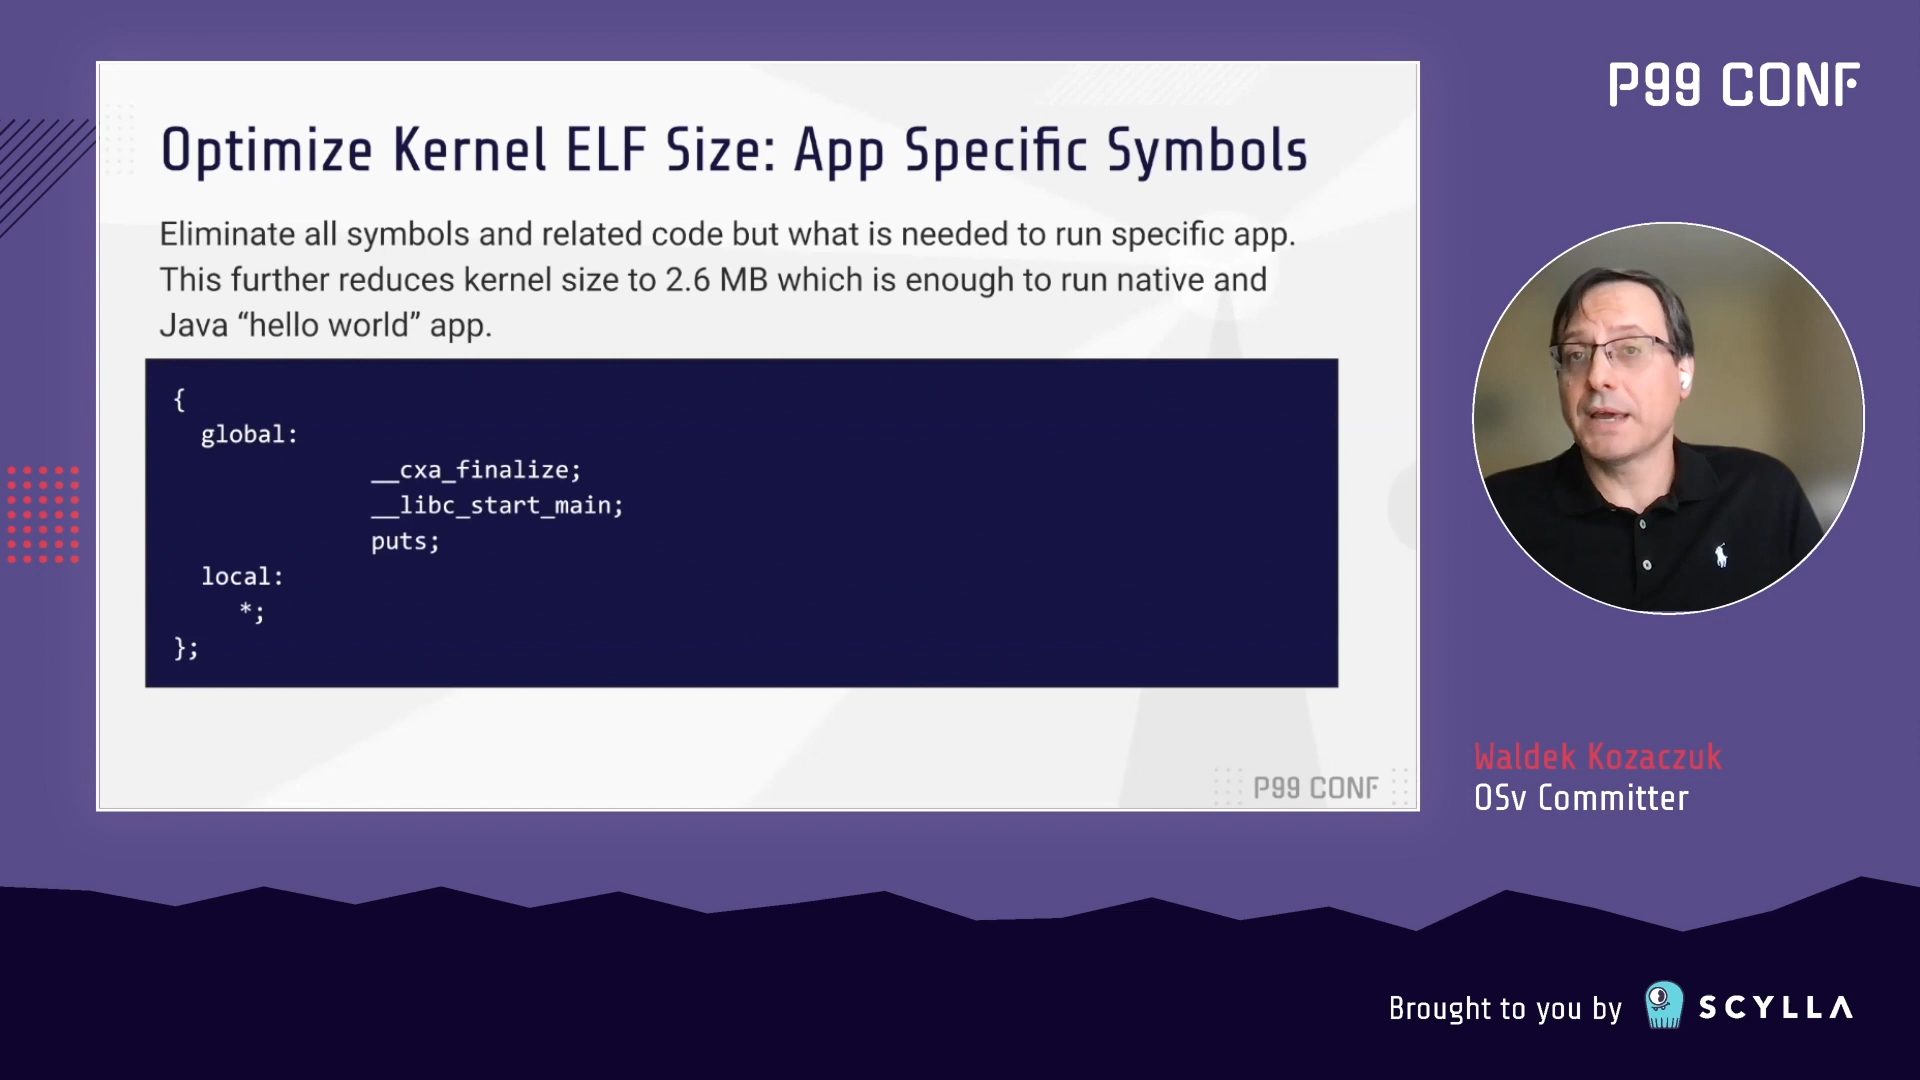 P99 CONF
Optimize Kernel ELF Size: App Specific Symbols
Eliminate all symbols and related code but what is needed to run specific app.
This further reduces kernel size to 2.6 MB which is enough to run native and
Java “hello world” app.
{
global:
__cxa_finalize;
__libc_start_main;
puts;
local:
*;
};
P99 CONF
Waldek Kozaczuk
OSv Committer
Brought to you by SCYLLA